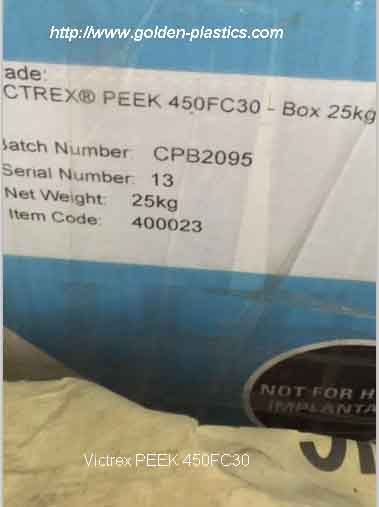 http://www.golden-plastics.com/
ade:
CTREX® PEEK 450FC30 - Box 25kg
Batch Number: CPB2095
Serial Number: 13
Net Weight: 25kg
Item Code: 400023
NOT FOR H
IMPLANTA
Victrex PEEK 450FC30